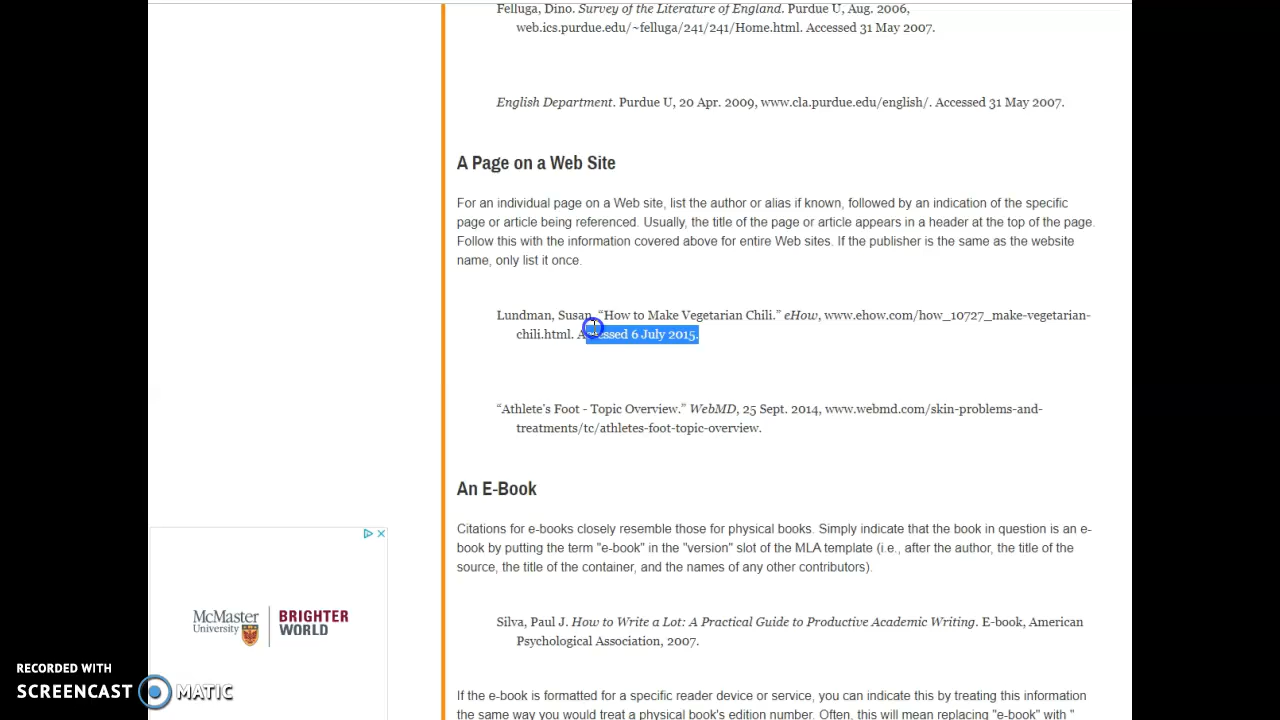 Felluga, Dino. Survey of the Literature of England. Purdue U, Aug. 2006,
web.ics.purdue.edu/~felluga/241/241/Home.html. Accessed 31 May 2007.
English Department. Purdue U, 20 Apr. 2009, www.cla.purdue.edu/english/. Accessed 31 May 2007.
A Page on a Web Site
For an individual page on a Web site, list the author or alias if known, followed by an indication of the specific
page or article being referenced. Usually, the title of the page or article appears in a header at the top of the page.
Follow this with the information covered above for entire Web sites. If the publisher is the same as the website
name, only list it once.
Lundman, Susan. “How to Make Vegetarian Chili.” eHow, www.ehow.com/how_10727_make-vegetarian-
chili.html. Accessed 6 July 2015.
“Athlete's Foot - Topic Overview.” WebMD, 25 Sept. 2014, www.webmd.com/skin-problems-and-
treatments/tc/athletes-foot-topic-overview.
An E-Book
Citations for e-books closely resemble those for physical books. Simply indicate that the book in question is an e-
book by putting the term "e-book" in the "version" slot of the MLA template (i.e., after the author, the title of the
source, the title of the container, and the names of any other contributors).
Silva, Paul J. How to Write a Lot: A Practical Guide to Productive Academic Writing. E-book, American
Psychological Association, 2007.
If the e-book is formatted for a specific reader device or service, you can indicate this by treating this information
the same way you would treat a physical book's edition number. Often, this will mean replacing "e-book" with "
McMaster
University
BRIGHTER
WORLD
RECORDED WITH
SCREENCAST MATIC